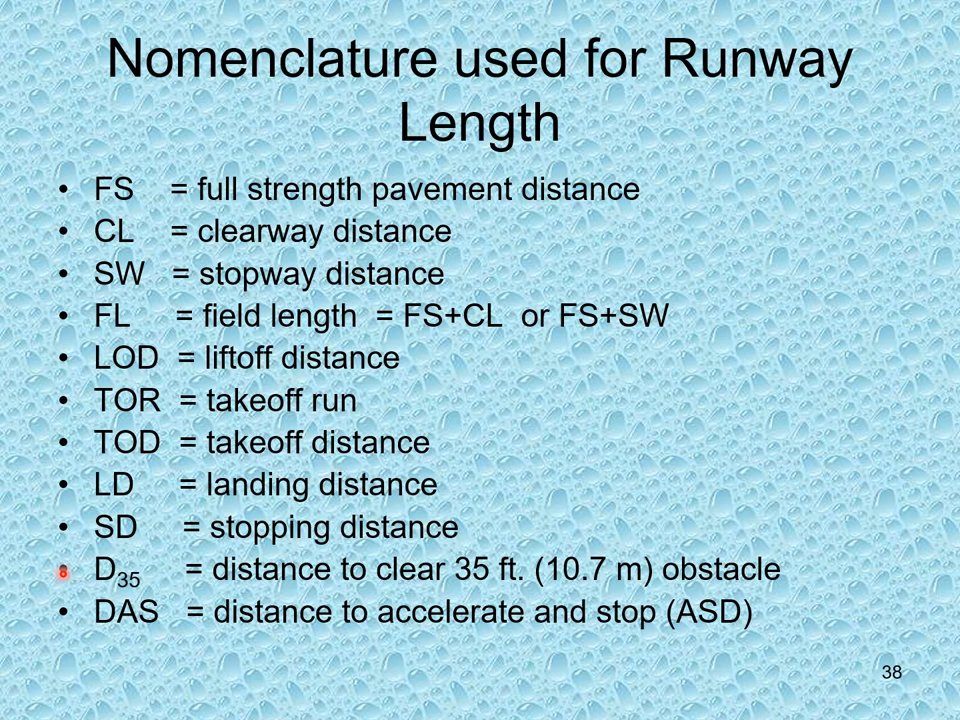 Nomenclature used for Runway
Length
• FS = full strength pavement distance
• CL = clearway distance
• SW = stopway distance
• FL = field length = FS+CL or FS+SW
• LOD = liftoff distance
• TOR = takeoff run
• TOD = takeoff distance
• LD = landing distance
• SD = stopping distance
• D35 = distance to clear 35 ft. (10.7 m) obstacle
• DAS = distance to accelerate and stop (ASD)
38